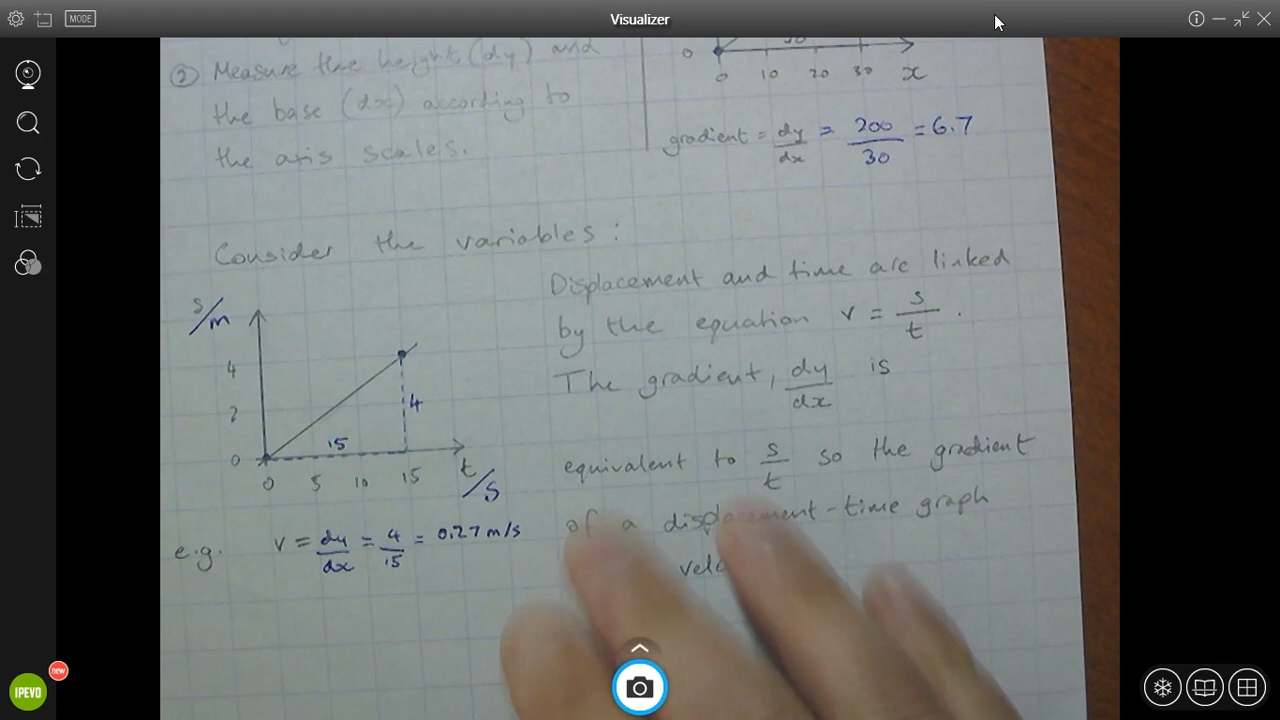 Visualizer
MODE
② Measure the height (dy) and
the base (dx) according to
the axis scales.
0
0 10 20 30 x
gradient = dy/dx = 200/30 = 6.7
Consider the variables:
s/m
4
2
0
15
4
0 5 10 15
t/s
e.g. v = dy/dx = 4/15 = 0.27 m/s
Displacement and time are linked
by the equation v = s/t .
The gradient, dy/dx is
equivalent to s/t so the gradient
of a displacement-time graph
new
IPEVO